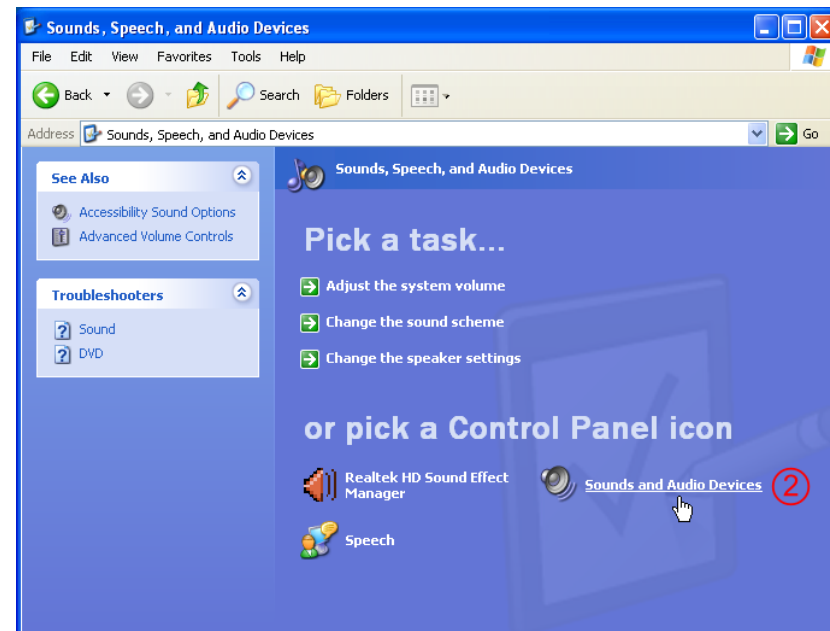 Sounds, Speech, and Audio Devices
File Edit View Favorites Tools Help
Back Search Folders
Address Sounds, Speech, and Audio Devices Go
See Also
Accessibility Sound Options
Advanced Volume Controls
Troubleshooters
Sound
DVD
Sounds, Speech, and Audio Devices
Pick a task...
Adjust the system volume
Change the sound scheme
Change the speaker settings
or pick a Control Panel icon
Realtek HD Sound Effect
Manager
Sounds and Audio Devices ②
Speech